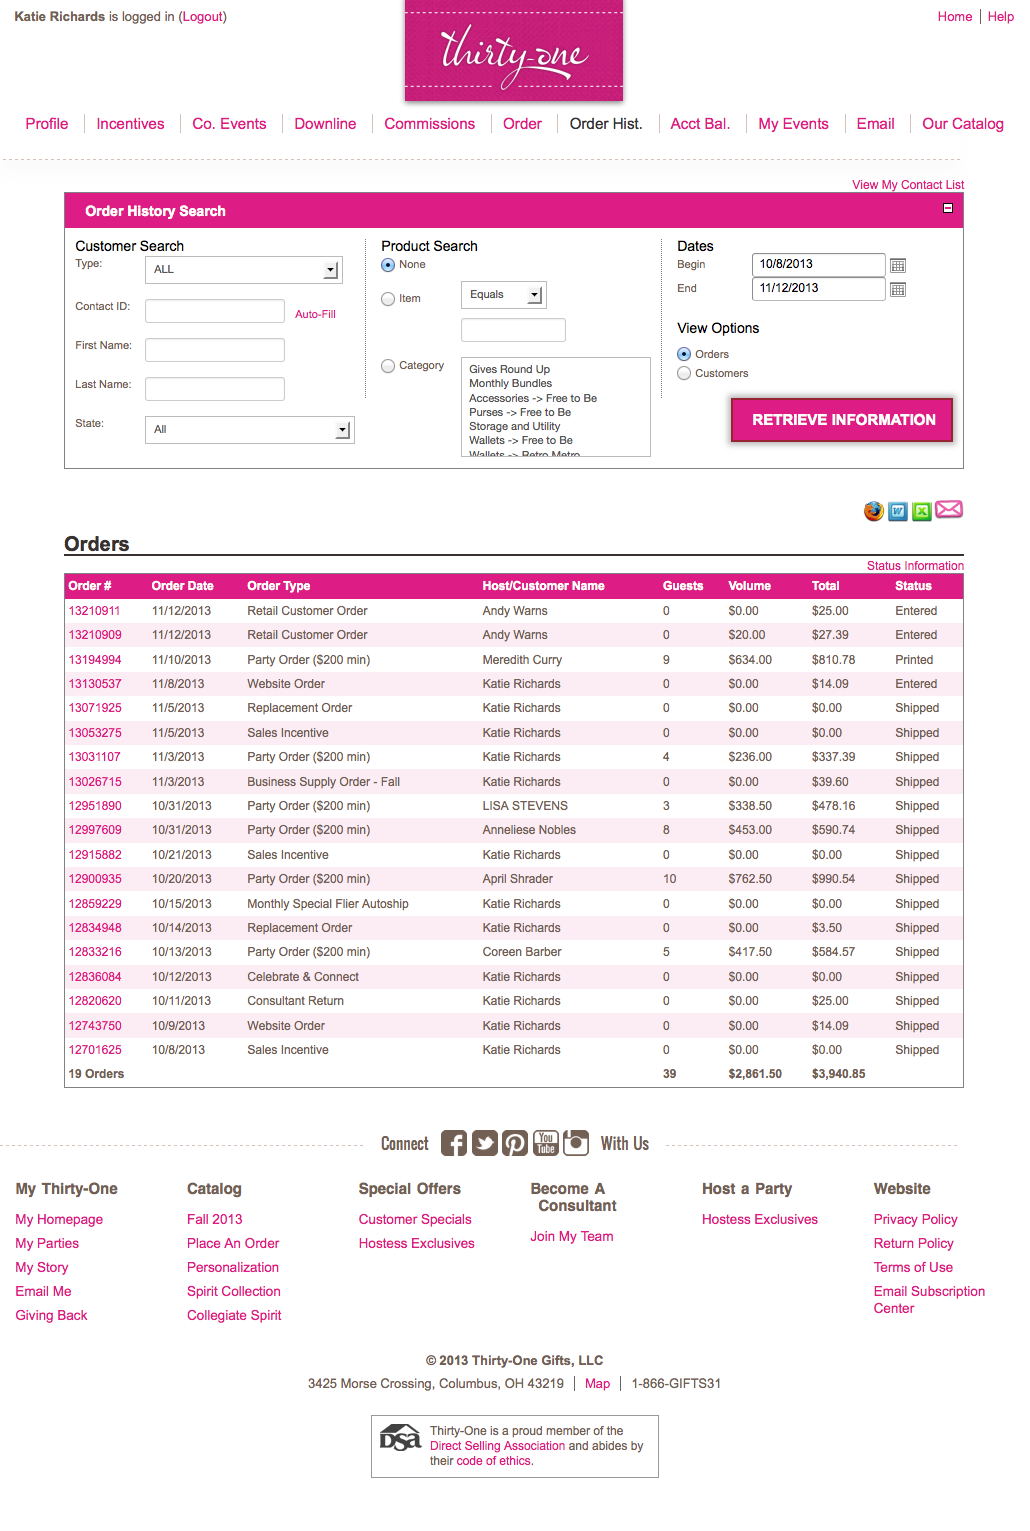 Katie Richards is logged in (Logout)
Home | Help
thirty-one
Profile | Incentives | Co. Events | Downline | Commissions | Order | Order Hist. | Acct Bal. | My Events | Email | Our Catalog
View My Contact List
Order History Search
Customer Search
Type: ALL
Contact ID: Auto-Fill
First Name:
Last Name:
State: All
Product Search
None
Item Equals
Category
Gives Round Up
Monthly Bundles
Accessories -> Free to Be
Purses -> Free to Be
Storage and Utility
Wallets -> Free to Be
Wallets -> Retro Metro
Dates
Begin 10/8/2013
End 11/12/2013
View Options
Orders
Customers
RETRIEVE INFORMATION
Orders
Status Information
Order # Order Date Order Type Host/Customer Name Guests Volume Total Status
13210911 11/12/2013 Retail Customer Order Andy Warns 0 $0.00 $25.00 Entered
13210909 11/12/2013 Retail Customer Order Andy Warns 0 $20.00 $27.39 Entered
13194994 11/10/2013 Party Order ($200 min) Meredith Curry 9 $634.00 $810.78 Printed
13130537 11/8/2013 Website Order Katie Richards 0 $0.00 $14.09 Entered
13071925 11/5/2013 Replacement Order Katie Richards 0 $0.00 $0.00 Shipped
13053275 11/5/2013 Sales Incentive Katie Richards 0 $0.00 $0.00 Shipped
13031107 11/3/2013 Party Order ($200 min) Katie Richards 4 $236.00 $337.39 Shipped
13026715 11/3/2013 Business Supply Order - Fall Katie Richards 0 $0.00 $39.60 Shipped
12951890 10/31/2013 Party Order ($200 min) LISA STEVENS 3 $338.50 $478.16 Shipped
12997609 10/31/2013 Party Order ($200 min) Anneliese Nobles 8 $453.00 $590.74 Shipped
12915882 10/21/2013 Sales Incentive Katie Richards 0 $0.00 $0.00 Shipped
12900935 10/20/2013 Party Order ($200 min) April Shrader 10 $762.50 $990.54 Shipped
12859229 10/15/2013 Monthly Special Flier Autoship Katie Richards 0 $0.00 $0.00 Shipped
12834948 10/14/2013 Replacement Order Katie Richards 0 $0.00 $3.50 Shipped
12833216 10/13/2013 Party Order ($200 min) Coreen Barber 5 $417.50 $584.57 Shipped
12836084 10/12/2013 Celebrate & Connect Katie Richards 0 $0.00 $0.00 Shipped
12820620 10/11/2013 Consultant Return Katie Richards 0 $0.00 $25.00 Shipped
12743750 10/9/2013 Website Order Katie Richards 0 $0.00 $14.09 Shipped
12701625 10/8/2013 Sales Incentive Katie Richards 0 $0.00 $0.00 Shipped
19 Orders 39 $2,861.50 $3,940.85
Connect You Tube With Us
My Thirty-One
My Homepage
My Parties
My Story
Email Me
Giving Back
Catalog
Fall 2013
Place An Order
Personalization
Spirit Collection
Collegiate Spirit
Special Offers
Customer Specials
Hostess Exclusives
Become A
Consultant
Join My Team
Host a Party
Hostess Exclusives
Website
Privacy Policy
Return Policy
Terms of Use
Email Subscription
Center
© 2013 Thirty-One Gifts, LLC
3425 Morse Crossing, Columbus, OH 43219 | Map | 1-866-GIFTS31
DSA
Thirty-One is a proud member of the
Direct Selling Association and abides by
their code of ethics.